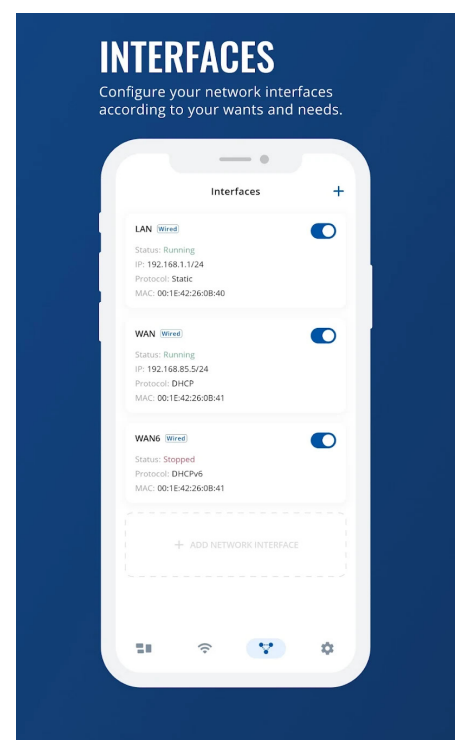 INTERFACES
Configure your network interfaces
according to your wants and needs.
Interfaces +
LAN Wired
Status: Running
IP: 192.168.1.1/24
Protocol: Static
MAC: 00:1E:42:26:0B:40
WAN Wired
Status: Running
IP: 192.168.85.5/24
Protocol: DHCP
MAC: 00:1E:42:26:0B:41
WAN6 Wired
Status: Stopped
Protocol: DHCPv6
MAC: 00:1E:42:26:0B:41
+ ADD NETWORK INTERFACE